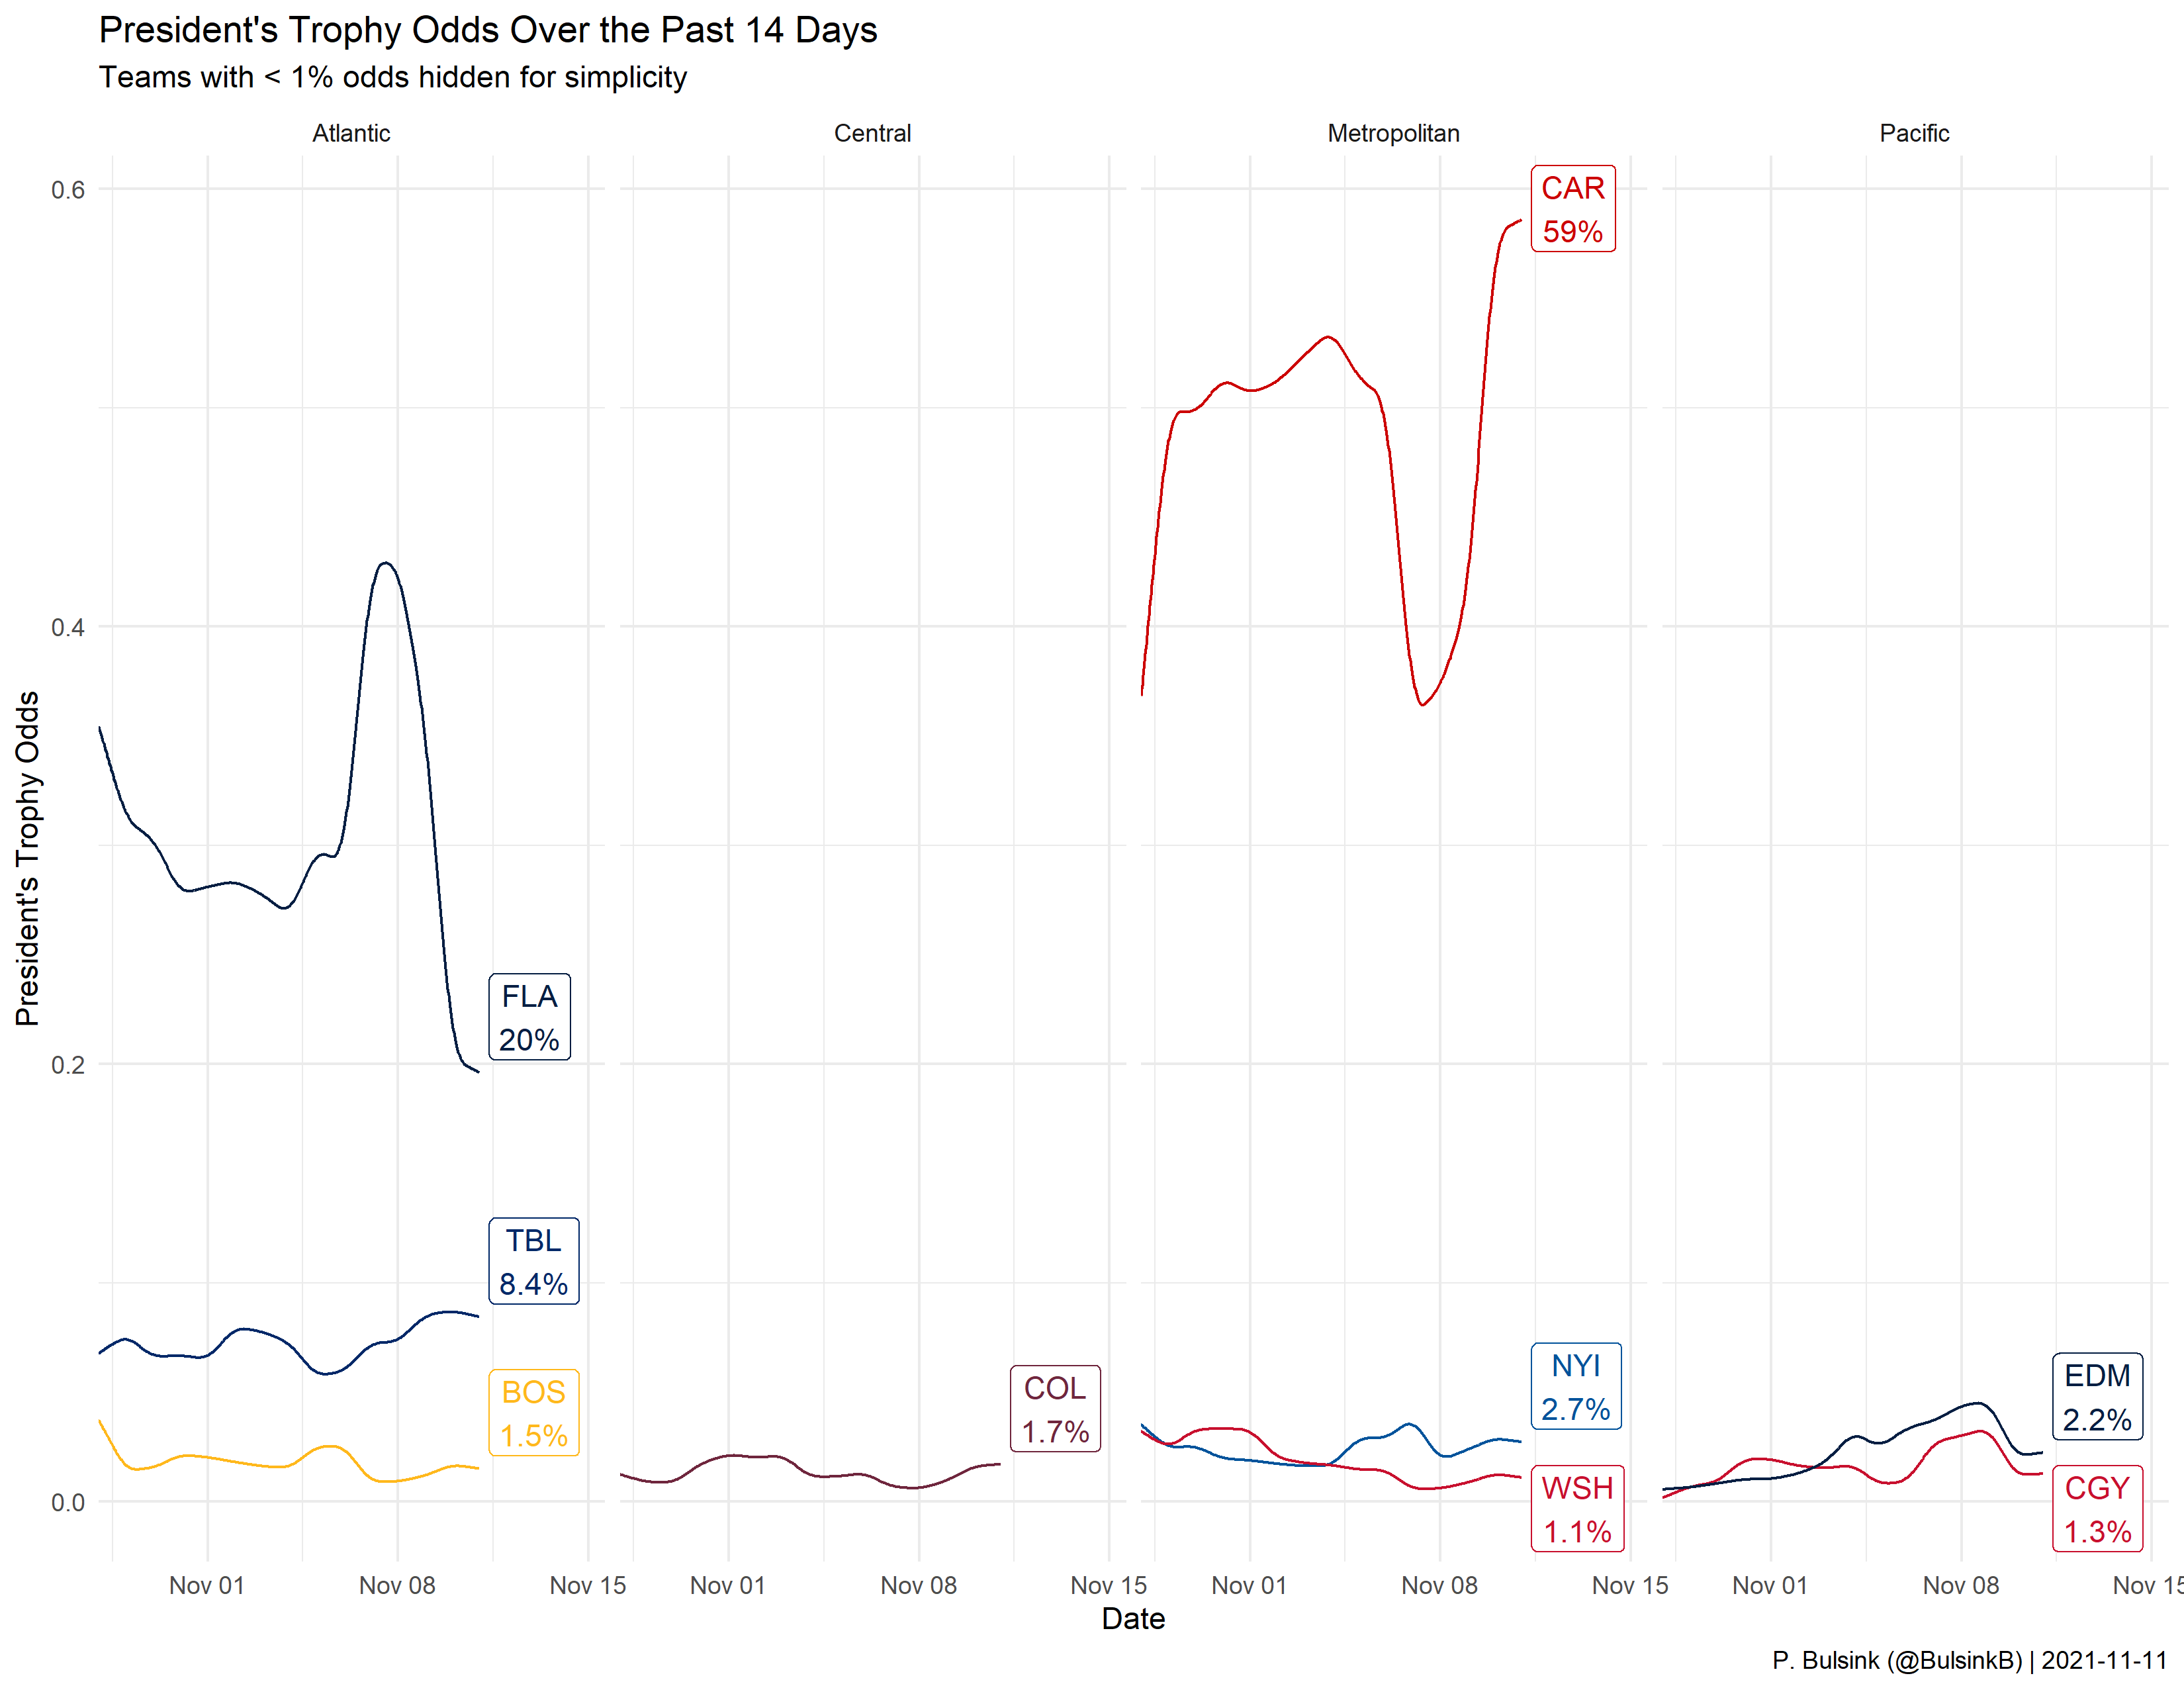 President's Trophy Odds Over the Past 14 Days
Teams with < 1% odds hidden for simplicity
Atlantic
Central
Metropolitan
Pacific
President's Trophy Odds
0.6
0.4
0.2
0.0
FLA
20%
TBL
8.4%
BOS
1.5%
COL
1.7%
CAR
59%
NYI
2.7%
WSH
1.1%
EDM
2.2%
CGY
1.3%
Nov 01 Nov 08 Nov 15
Nov 01 Nov 08 Nov 15
Nov 01 Nov 08 Nov 15
Nov 01 Nov 08 Nov 15
Date
P. Bulsink (@BulsinkB) | 2021-11-11